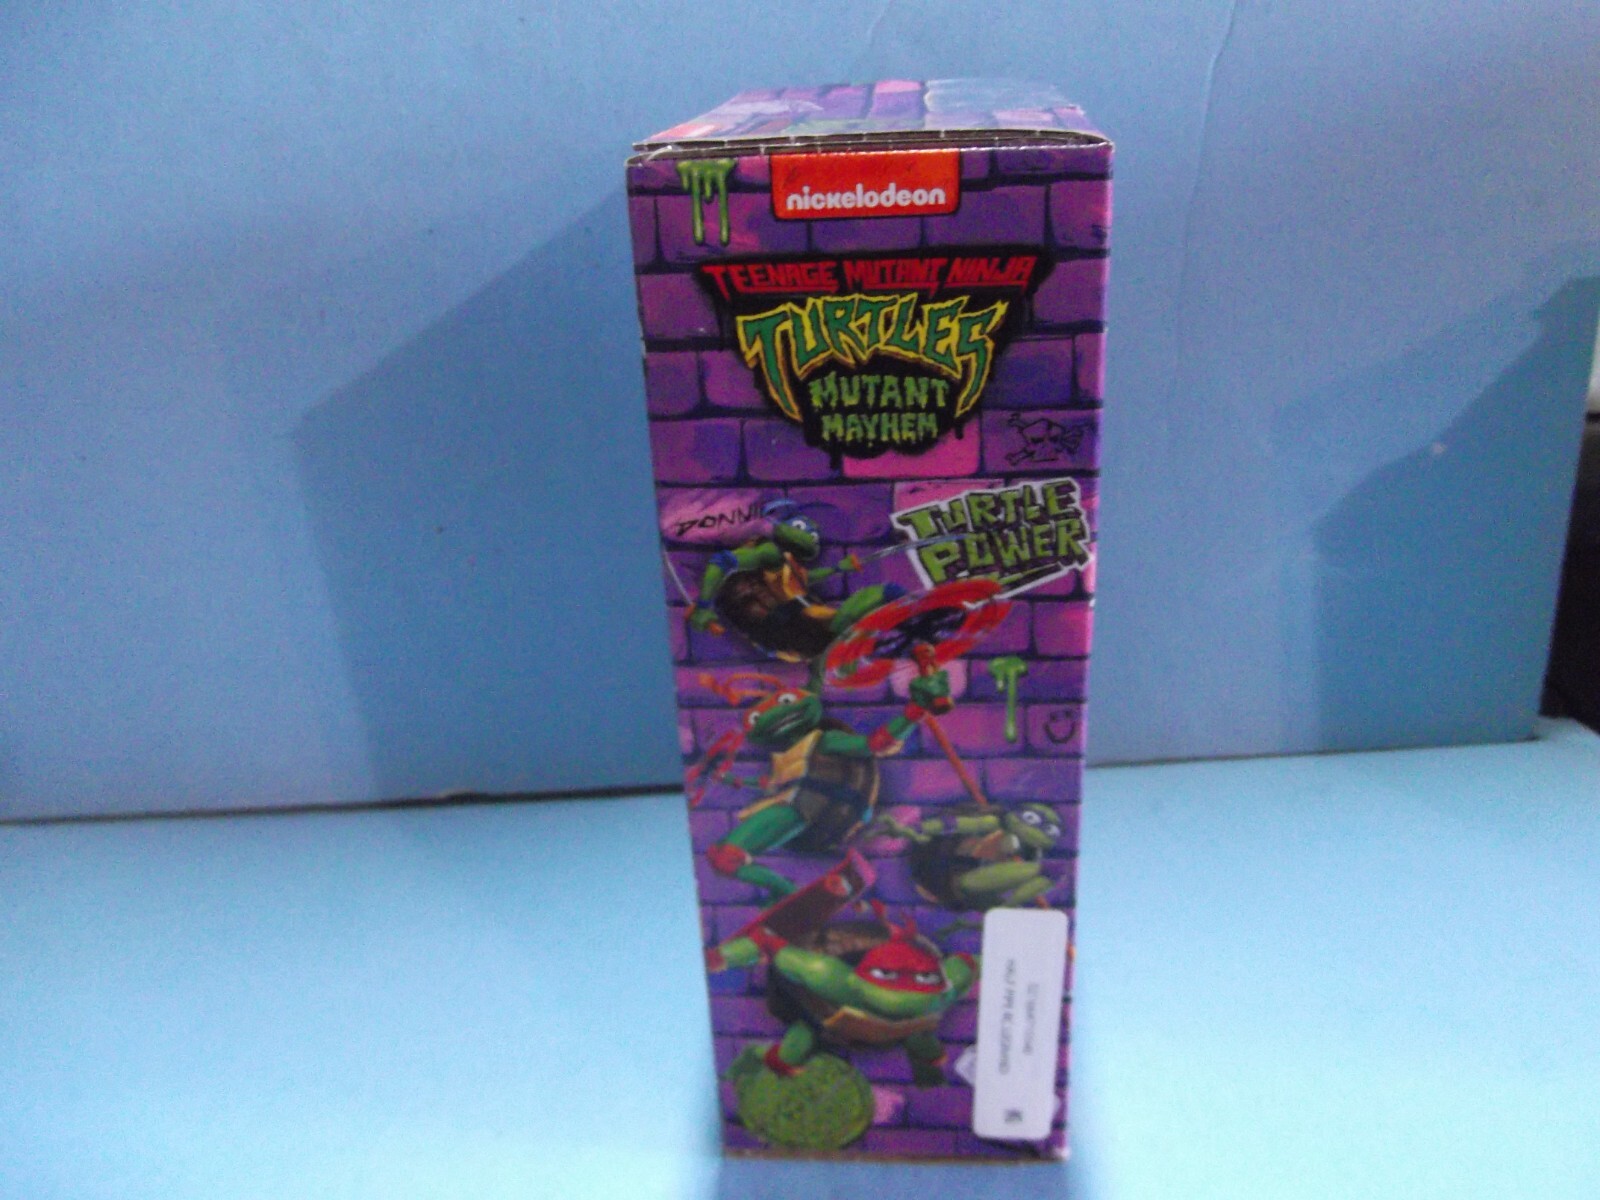 nickelodeon
TEENAGE MUTANT NINJA
TURTLES
MUTANT
MAYHEM
DONNIE
TURTLE
POWER